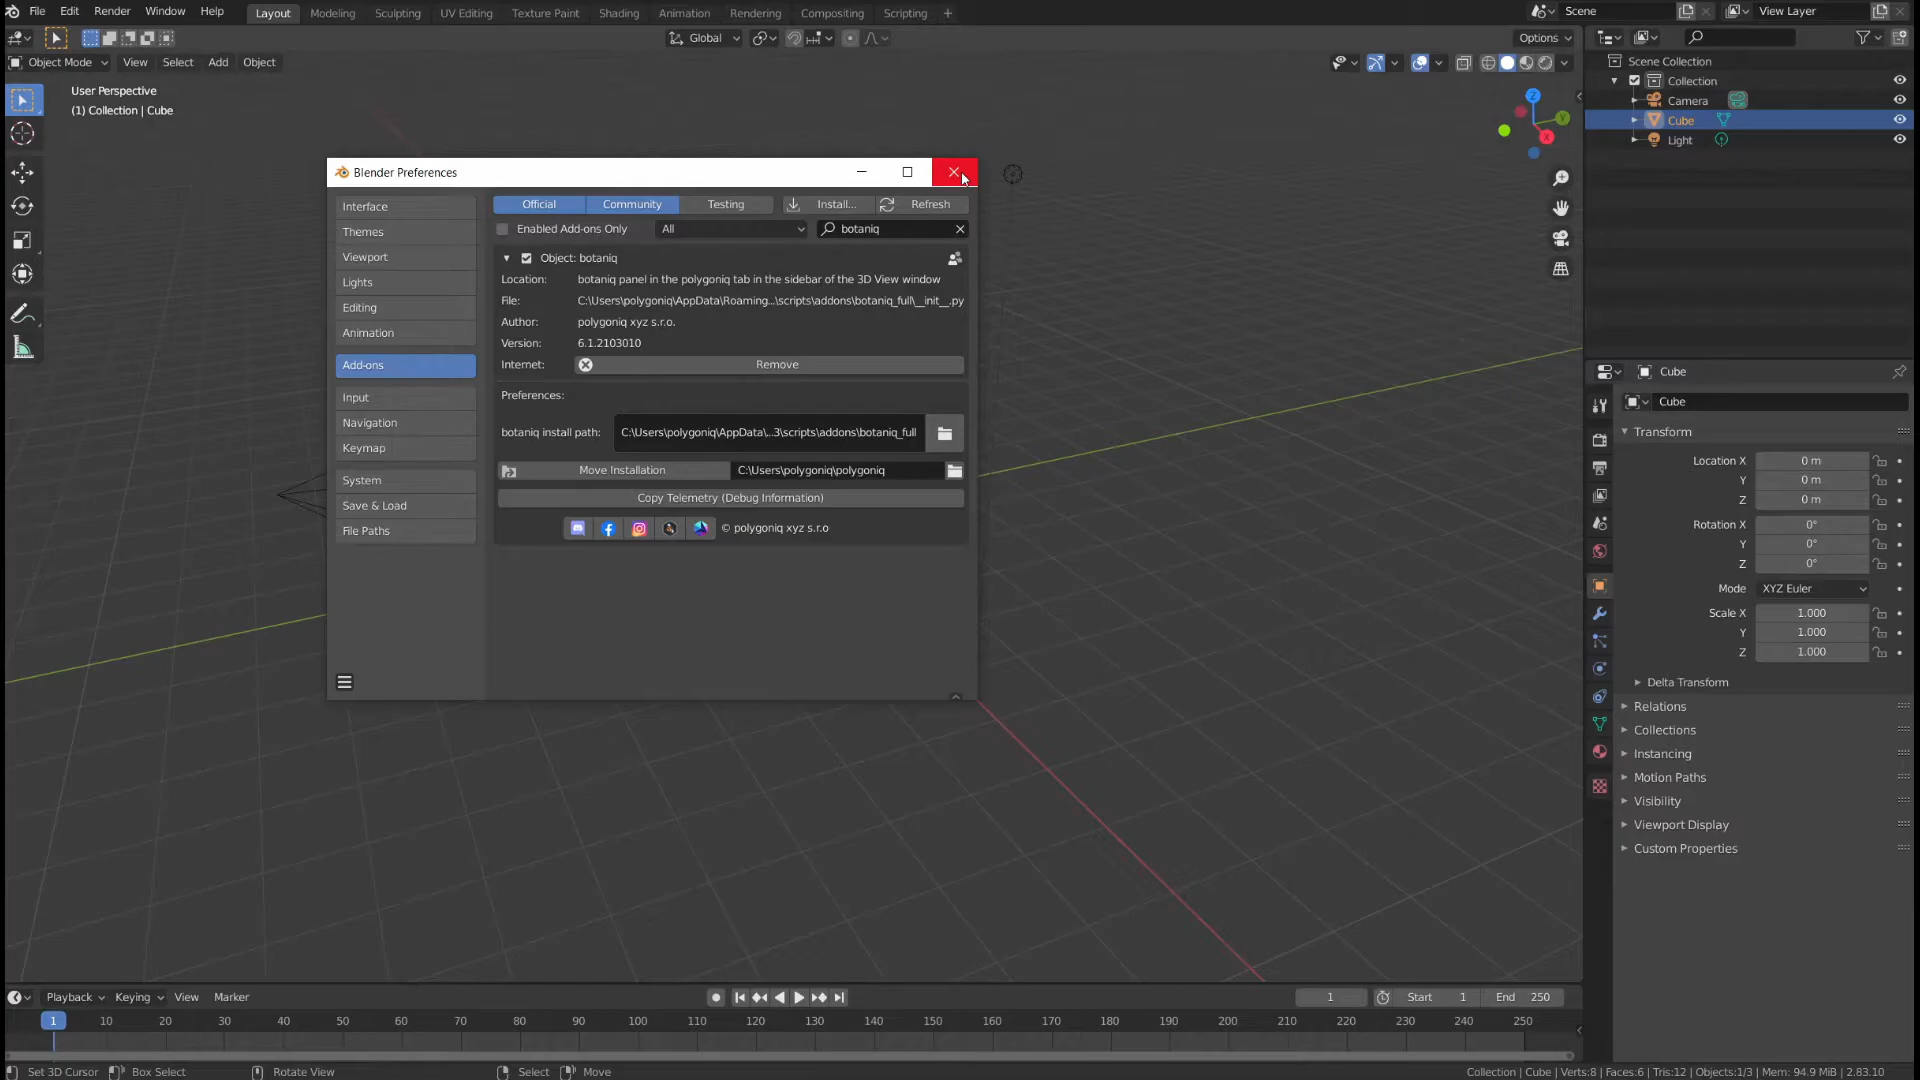 File Edit Render Window Help Layout Modeling Sculpting UV Editing Texture Paint Shading Animation Rendering Compositing Scripting + Scene View Layer
Global Options
Object Mode View Select Add Object
User Perspective
(1) Collection | Cube
Z
Y
X
Scene Collection
Collection
Camera
Cube
Light
Blender Preferences
Interface
Themes
Viewport
Lights
Editing
Animation
Add-ons
Input
Navigation
Keymap
System
Save & Load
File Paths
Official Community Testing Install... Refresh
Enabled Add-ons Only All botaniq
Object: botaniq
Location: botaniq panel in the polygoniq tab in the sidebar of the 3D View window
File: C:\Users\polygoniq\AppData\Roaming...\scripts\addons\botaniq_full\__init__.py
Author: polygoniq xyz s.r.o.
Version: 6.1.2103010
Internet: Remove
Preferences:
botaniq install path: C:\Users\polygoniq\AppData\...3\scripts\addons\botaniq_full
Move Installation C:\Users\polygoniq\polygoniq
Copy Telemetry (Debug Information)
© polygoniq xyz s.r.o
Cube
Cube
Transform
Location X 0 m
Y 0 m
Z 0 m
Rotation X 0°
Y 0°
Z 0°
Mode XYZ Euler
Scale X 1.000
Y 1.000
Z 1.000
Delta Transform
Relations
Collections
Instancing
Motion Paths
Visibility
Viewport Display
Custom Properties
Playback Keying View Marker 1 Start 1 End 250
1 10 20 30 40 50 60 70 80 90 100 110 120 130 140 150 160 170 180 190 200 210 220 230 240 250
Set 3D Cursor Box Select Rotate View Select Move Collection | Cube | Verts:8 | Faces:6 | Tris:12 | Objects:1/3 | Mem: 94.9 MiB | 2.83.10